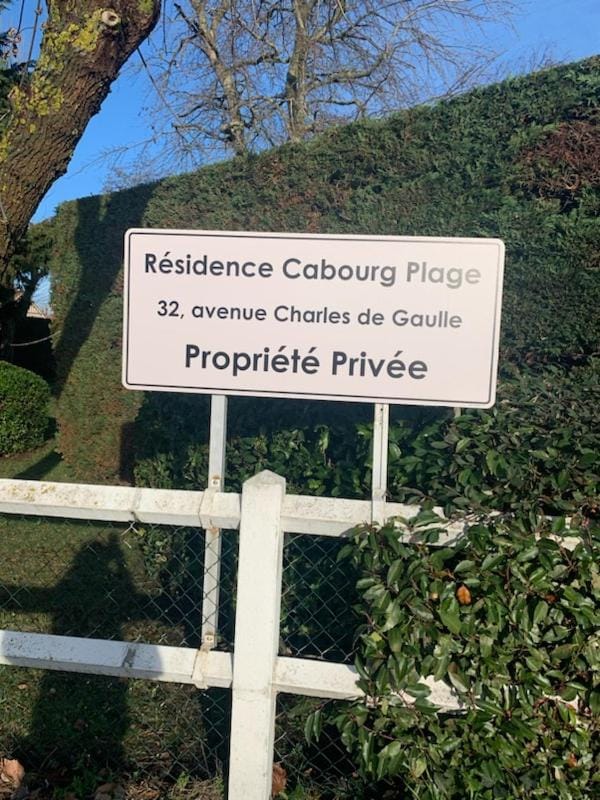 Résidence Cabourg Plage
32, avenue Charles de Gaulle
Propriété Privée